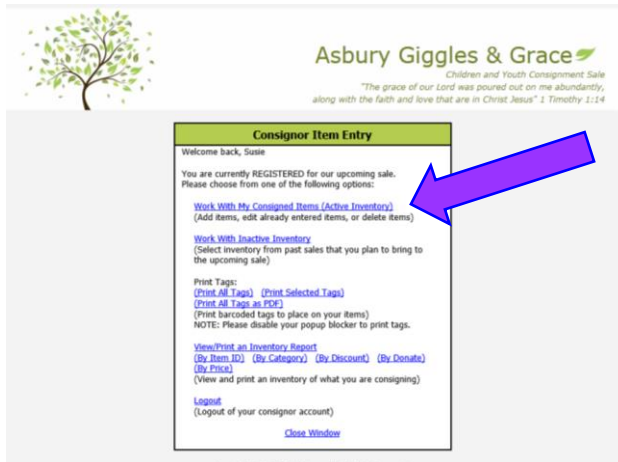 Asbury Giggles & Grace
Children and Youth Consignment Sale
"The grace of our Lord was poured out on me abundantly,
along with the faith and love that are in Christ Jesus" 1 Timothy 1:14
Consignor Item Entry
Welcome back, Susie
You are currently REGISTERED for our upcoming sale.
Please choose from one of the following options:
Work With My Consigned Items (Active Inventory)
(Add items, edit already entered items, or delete items)
Work With Inactive Inventory
(Select inventory from past sales that you plan to bring to
the upcoming sale)
Print Tags:
(Print All Tags) (Print Selected Tags)
(Print All Tags as PDF)
(Print barcoded tags to place on your items)
NOTE: Please disable your popup blocker to print tags.
View/Print an Inventory Report
(By Item ID) (By Category) (By Discount) (By Donate)
(By Price)
(View and print an inventory of what you are consigning)
Logout
(Logout of your consignor account)
Close Window